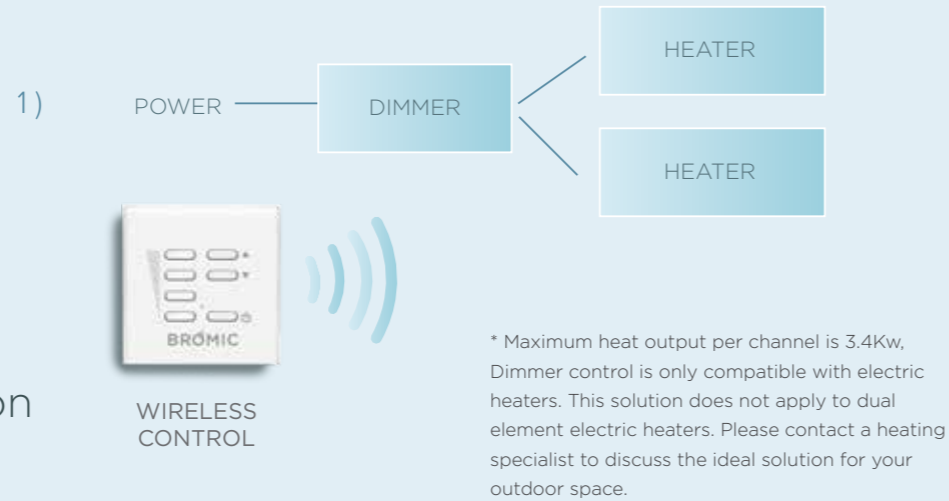 1)
POWER
DIMMER
HEATER
HEATER
BROMIC
WIRELESS
CONTROL
on
* Maximum heat output per channel is 3.4Kw,
Dimmer control is only compatible with electric
heaters. This solution does not apply to dual
element electric heaters. Please contact a heating
specialist to discuss the ideal solution for your
outdoor space.